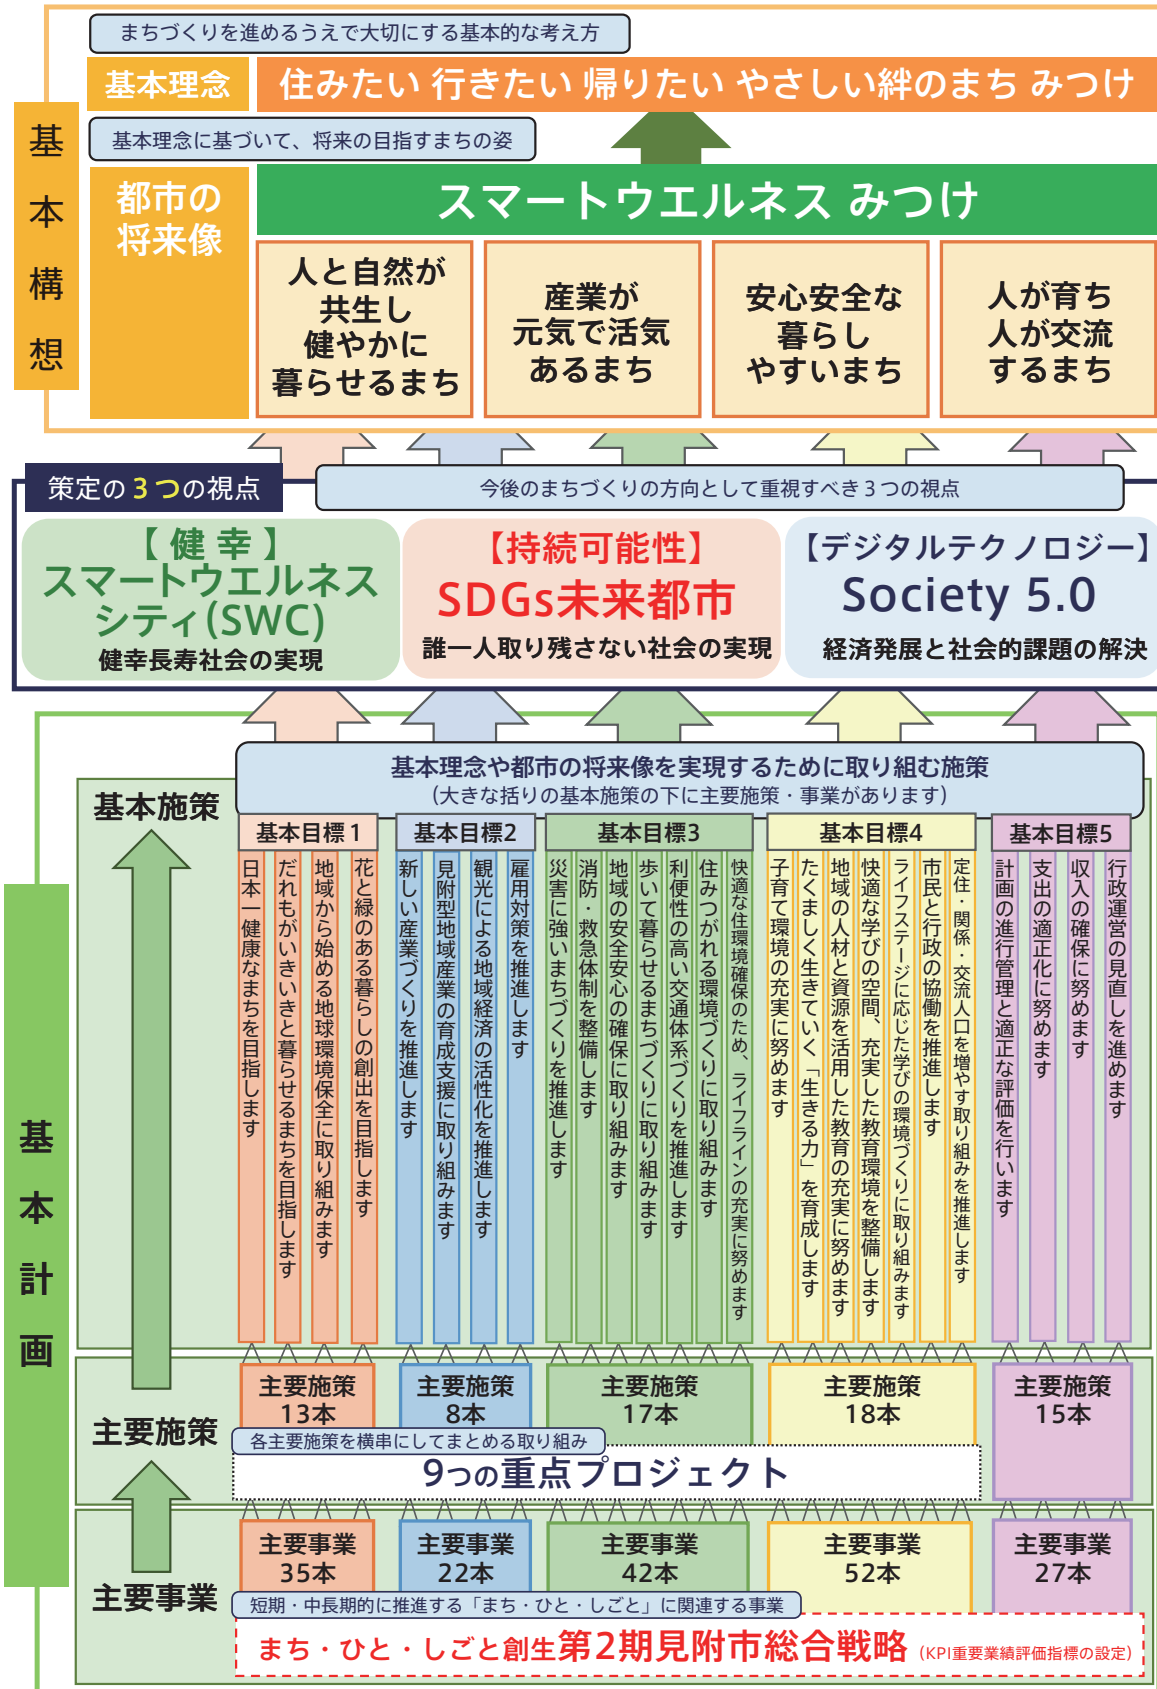 まちづくりを進めるうえで大切にする基本的な考え方
基本理念
住みたい 行きたい 帰りたい やさしい絆のまち みつけ
基本理念に基づいて、将来の目指すまちの姿
基本構想
都市の
将来像
スマートウエルネス みつけ
人と自然が
共生し
健やかに
暮らせるまち
産業が
元気で活気
あるまち
安心安全な
暮らし
やすいまち
人が育ち
人が交流
するまち
策定の3つの視点
今後のまちづくりの方向として重視すべき3つの視点
【健幸】
スマートウエルネス
シティ(SWC)
健幸長寿社会の実現
【持続可能性】
SDGs未来都市
誰一人取り残さない社会の実現
【デジタルテクノロジー】
Society 5.0
経済発展と社会的課題の解決
基本計画
基本理念や都市の将来像を実現するために取り組む施策
(大きな括りの基本施策の下に主要施策・事業があります)
基本施策
基本目標1
日本一健康なまちを目指します
だれもがいきいきと暮らせるまちを目指します
地域から始める地球環境保全に取り組みます
花と緑のある暮らしの創出を目指します
基本目標2
新しい産業づくりを推進します
見附型地域産業の育成支援に取り組みます
観光による地域経済の活性化を推進します
雇用対策を推進します
基本目標3
災害に強いまちづくりを推進します
消防・救急体制を整備します
地域の安全安心の確保に取り組みます
歩いて暮らせるまちづくりに取り組みます
利便性の高い交通体系づくりを推進します
住みつがれる環境づくりに取り組みます
快適な住環境確保のため、ライフラインの充実に努めます
基本目標4
子育て環境の充実に努めます
たくましく生きていく「生きる力」を育成します
地域の人材と資源を活用した教育の充実に努めます
快適な学びの空間、充実した教育環境を整備します
ライフステージに応じた学びの環境づくりに取り組みます
市民と行政の協働を推進します
定住・関係・交流人口を増やす取り組みを推進します
基本目標5
計画の進行管理と適正な評価を行います
支出の適正化に努めます
収入の確保に努めます
行政運営の見直しを進めます
主要施策
主要施策
13本
主要施策
8本
主要施策
17本
主要施策
18本
主要施策
15本
各主要施策を横串にしてまとめる取り組み
9つの重点プロジェクト
主要事業
主要事業
35本
主要事業
22本
主要事業
42本
主要事業
52本
主要事業
27本
短期・中長期的に推進する「まち・ひと・しごと」に関連する事業
まち・ひと・しごと創生第2期見附市総合戦略 (KPI重要業績評価指標の設定)